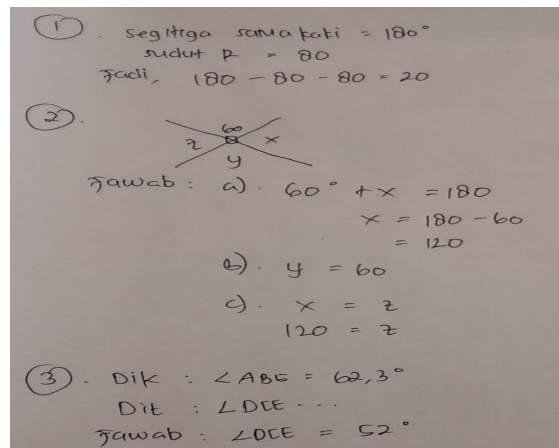 1. segitiga sama kaki = 180°
sudut R = 80
Jadi, 180 - 80 - 80 = 20
2.
60
z x
y
Jawab : a). 60° + x = 180
x = 180 - 60
= 120
b). y = 60
c). x = z
120 = z
3. Dik : ∠ABE = 62,3°
Dit : ∠DCE ...
Jawab : ∠DCE = 52°